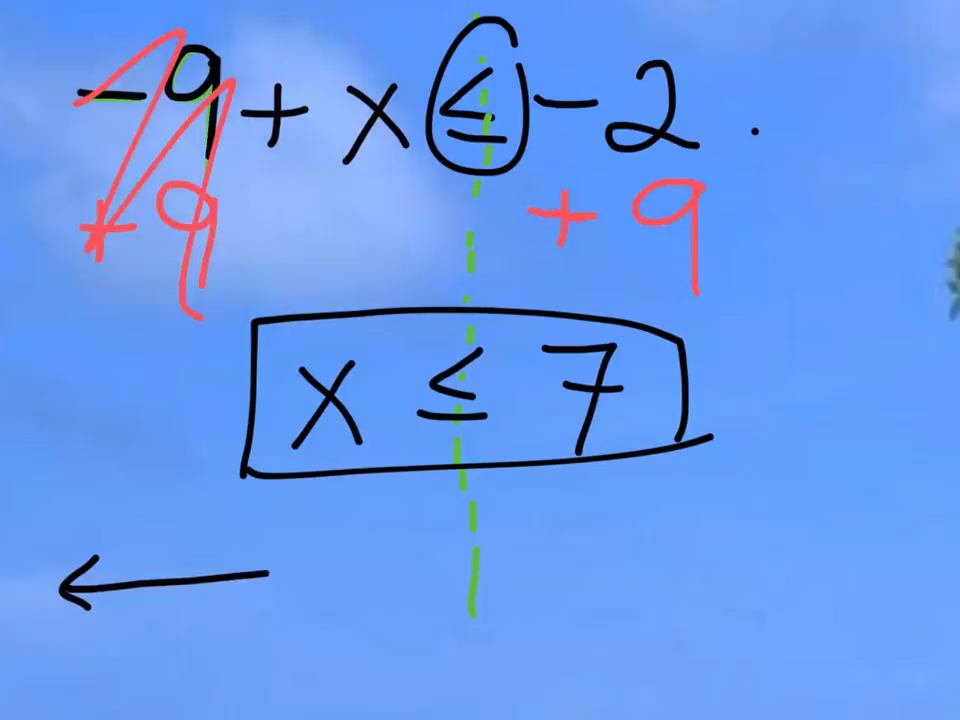 -9 + x ≤ -2.
+9 +9
x ≤ 7